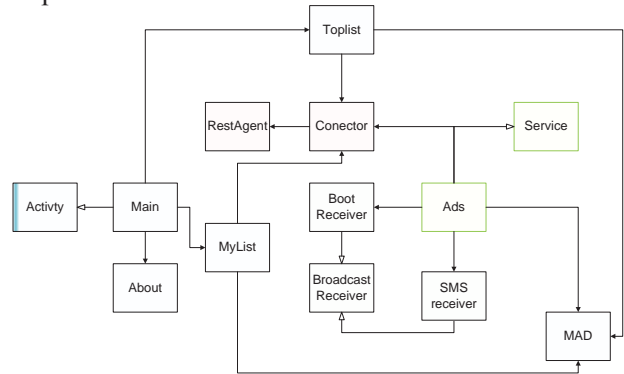 Toplist
RestAgent
Conector
Service
Activty
Main
Boot
Receiver
Ads
MyList
About
Broadcast
Receiver
SMS
receiver
MAD